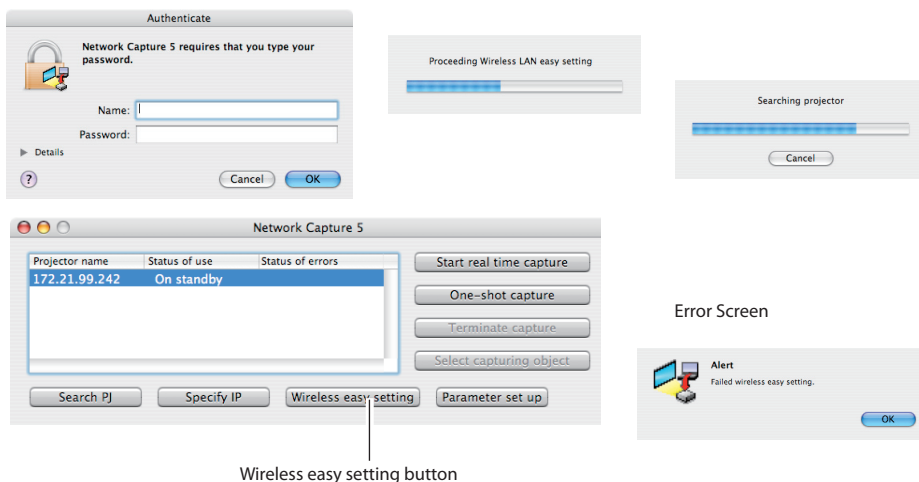 Authenticate
Network Capture 5 requires that you type your
password.
Name:
Password:
Details
?
Cancel
OK
Proceeding Wireless LAN easy setting
Searching projector
Cancel
Network Capture 5
Projector name Status of use Status of errors
172.21.99.242 On standby
Start real time capture
One-shot capture
Terminate capture
Select capturing object
Search PJ Specify IP Wireless easy setting Parameter set up
Wireless easy setting button
Error Screen
Alert
Failed wireless easy setting.
OK